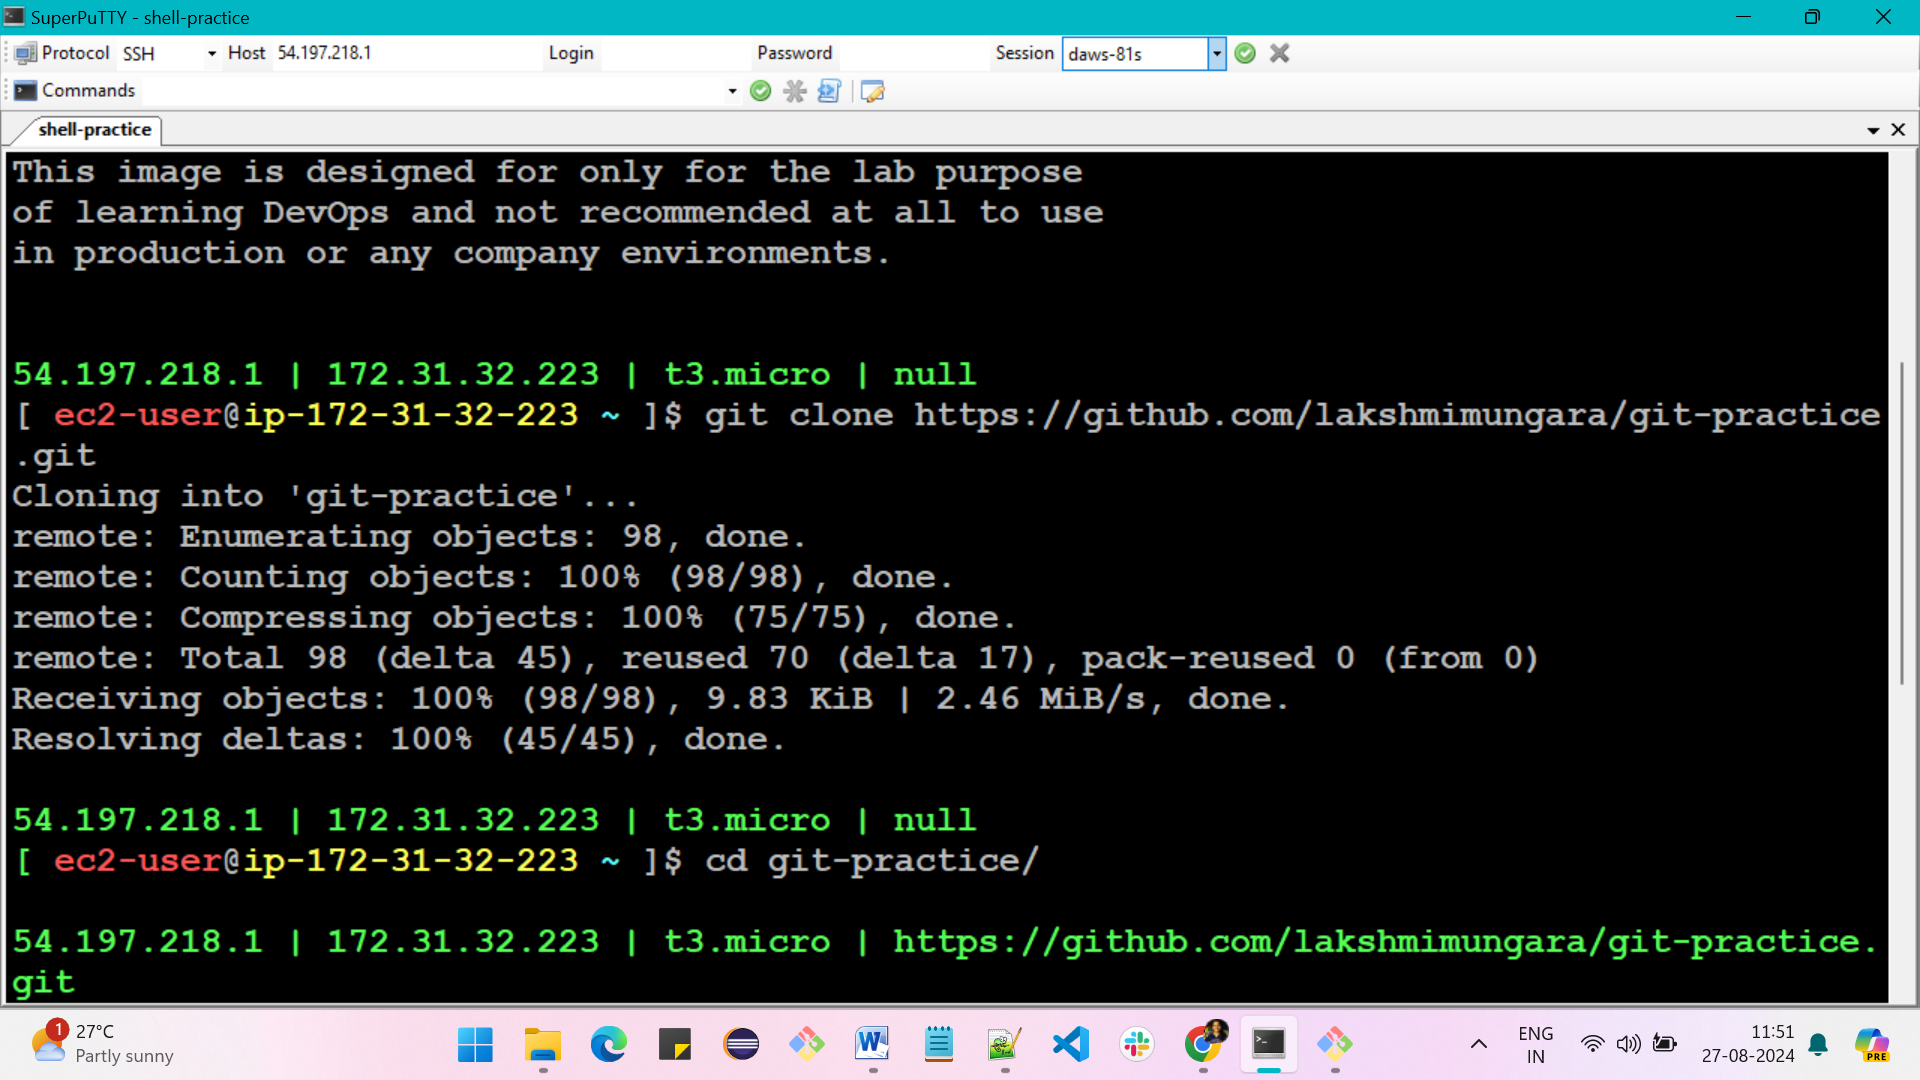 SuperPuTTY - shell-practice
Protocol SSH Host 54.197.218.1 Login Password Session daws-81s
Commands
shell-practice
This image is designed for only for the lab purpose
of learning DevOps and not recommended at all to use
in production or any company environments.
54.197.218.1 | 172.31.32.223 | t3.micro | null
[ ec2-user@ip-172-31-32-223 ~ ]$ git clone https://github.com/lakshmimungara/git-practice
.git
Cloning into 'git-practice'...
remote: Enumerating objects: 98, done.
remote: Counting objects: 100% (98/98), done.
remote: Compressing objects: 100% (75/75), done.
remote: Total 98 (delta 45), reused 70 (delta 17), pack-reused 0 (from 0)
Receiving objects: 100% (98/98), 9.83 KiB | 2.46 MiB/s, done.
Resolving deltas: 100% (45/45), done.
54.197.218.1 | 172.31.32.223 | t3.micro | null
[ ec2-user@ip-172-31-32-223 ~ ]$ cd git-practice/
54.197.218.1 | 172.31.32.223 | t3.micro | https://github.com/lakshmimungara/git-practice.
git
1
27°C
Partly sunny
W
ENG
IN
11:51
27-08-2024
PRE